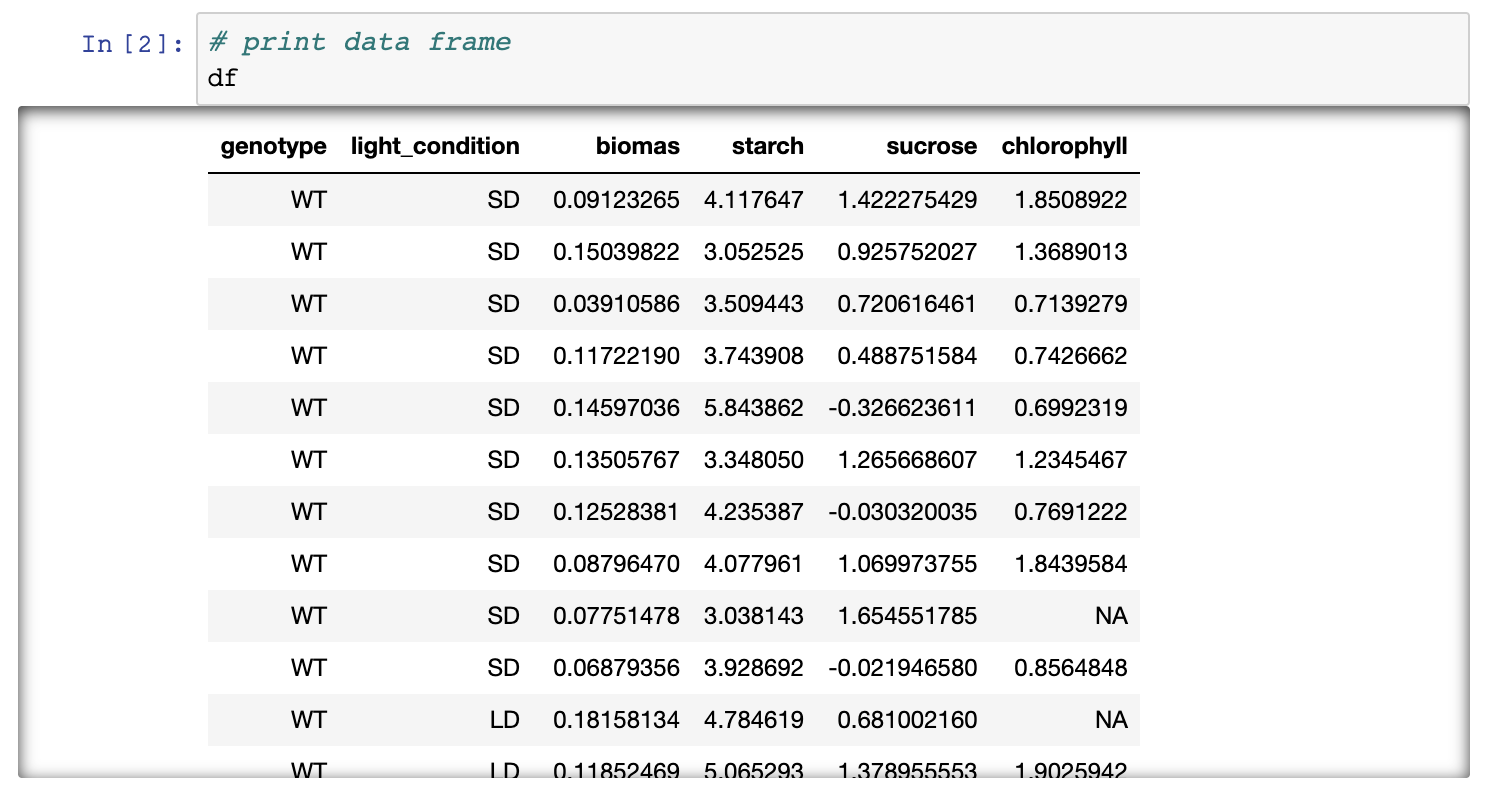 In [2]: # print data frame
df
genotype light_condition biomas starch sucrose chlorophyll
WT SD 0.09123265 4.117647 1.422275429 1.8508922
WT SD 0.15039822 3.052525 0.925752027 1.3689013
WT SD 0.03910586 3.509443 0.720616461 0.7139279
WT SD 0.11722190 3.743908 0.488751584 0.7426662
WT SD 0.14597036 5.843862 -0.326623611 0.6992319
WT SD 0.13505767 3.348050 1.265668607 1.2345467
WT SD 0.12528381 4.235387 -0.030320035 0.7691222
WT SD 0.08796470 4.077961 1.069973755 1.8439584
WT SD 0.07751478 3.038143 1.654551785 NA
WT SD 0.06879356 3.928692 -0.021946580 0.8564848
WT LD 0.18158134 4.784619 0.681002160 NA
WT LD 0.11852469 5.065293 1.378955553 1.9025942